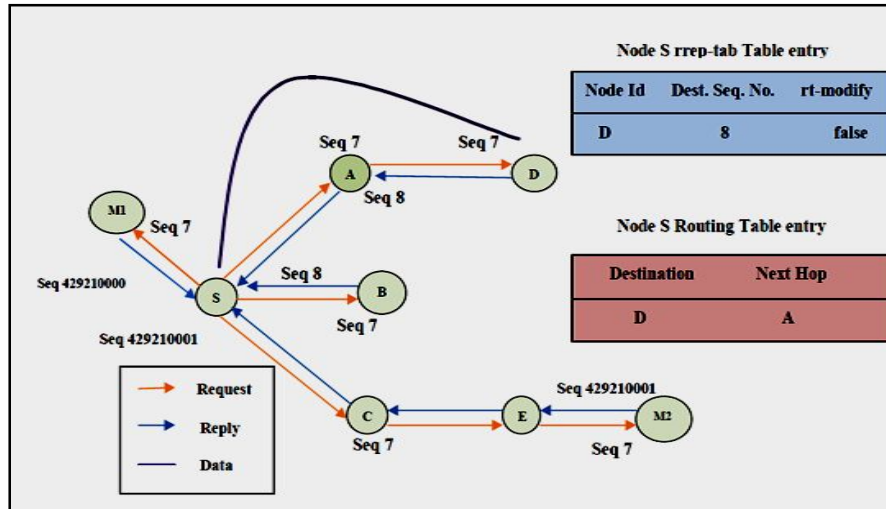 Node S rrep-tab Table entry
Node Id Dest. Seq. No. rt-modify
D 8 false
Seq 7 Seq 7
A D
Seq 8
M1
Seq 7
Node S Routing Table entry
Destination Next Hop
D A
Seq 429210000
S
Seq 8
B
Seq 7
Seq 429210001
Request
Reply
Data
Seq 429210001
C E M2
Seq 7 Seq 7